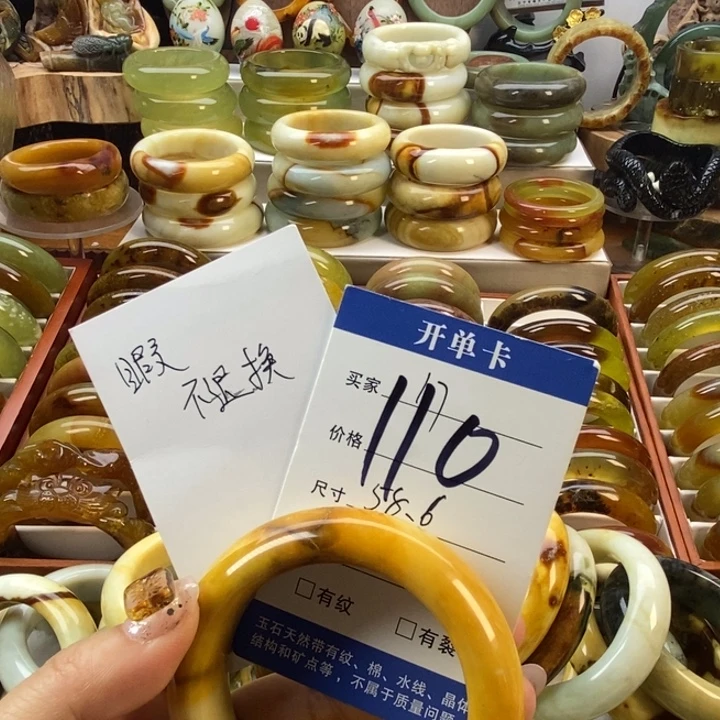 暇
不退换
开单卡
买家 17
价格 110
尺寸 58.6
□有纹 □有裂
玉石天然带有纹、棉、水线、晶体
结构和矿点等，不属于质量问题